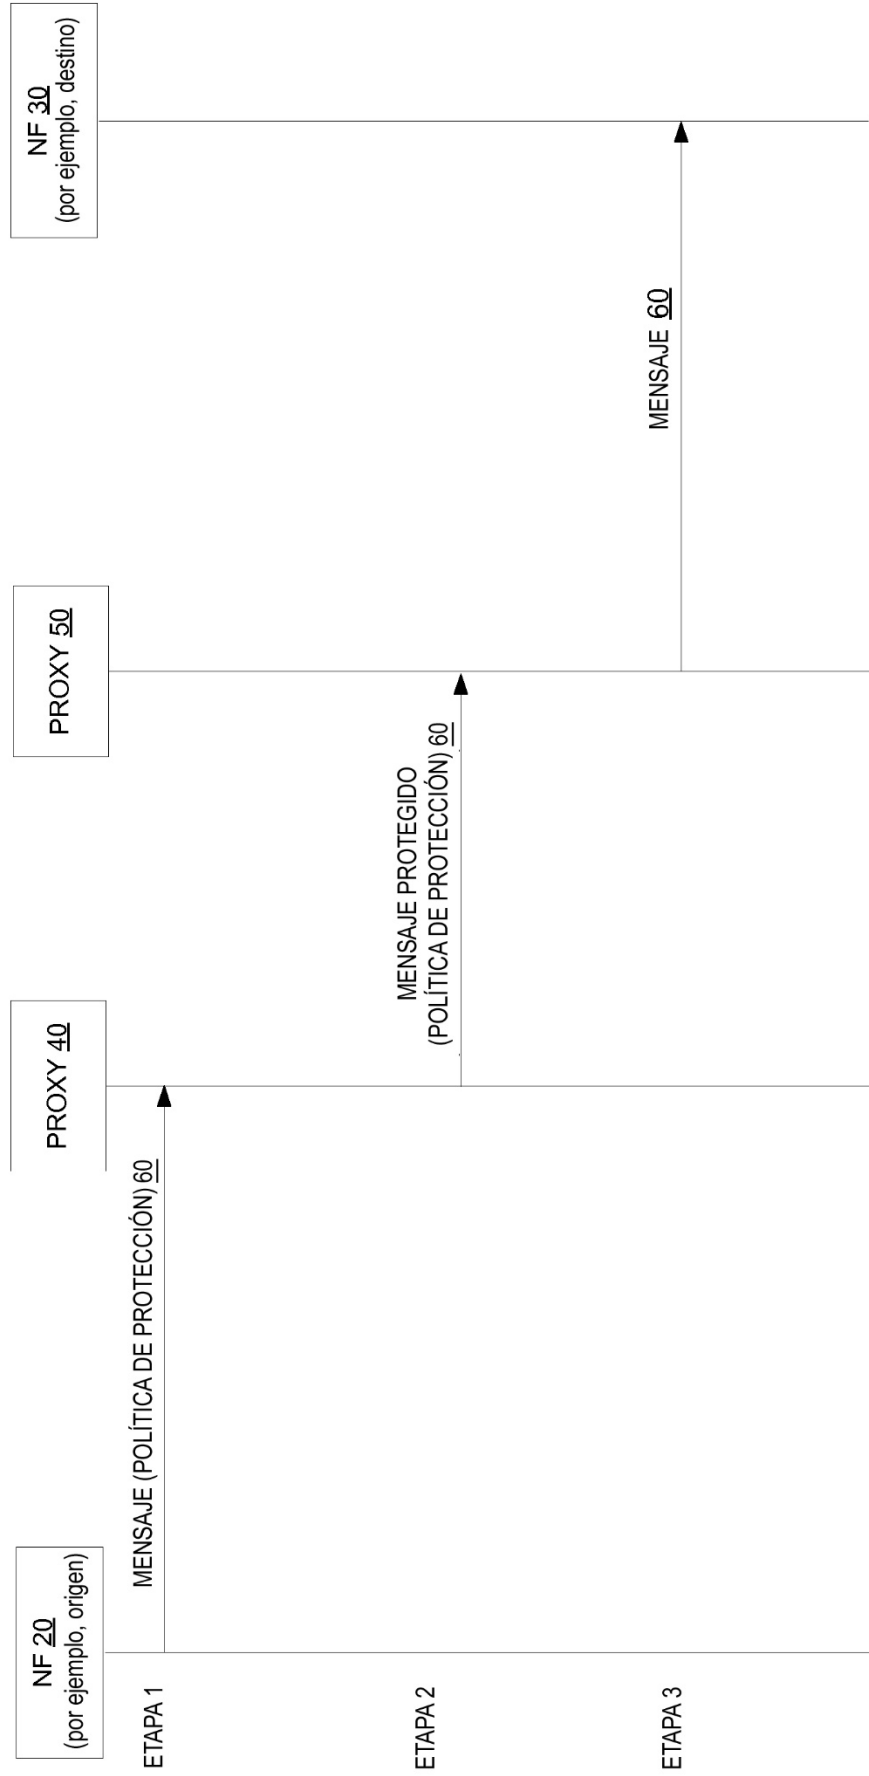 NF 20
(por ejemplo, origen)
PROXY 40
PROXY 50
NF 30
(por ejemplo, destino)
ETAPA 1
MENSAJE (POLÍTICA DE PROTECCIÓN) 60
ETAPA 2
MENSAJE PROTEGIDO
(POLÍTICA DE PROTECCIÓN) 60
ETAPA 3
MENSAJE 60